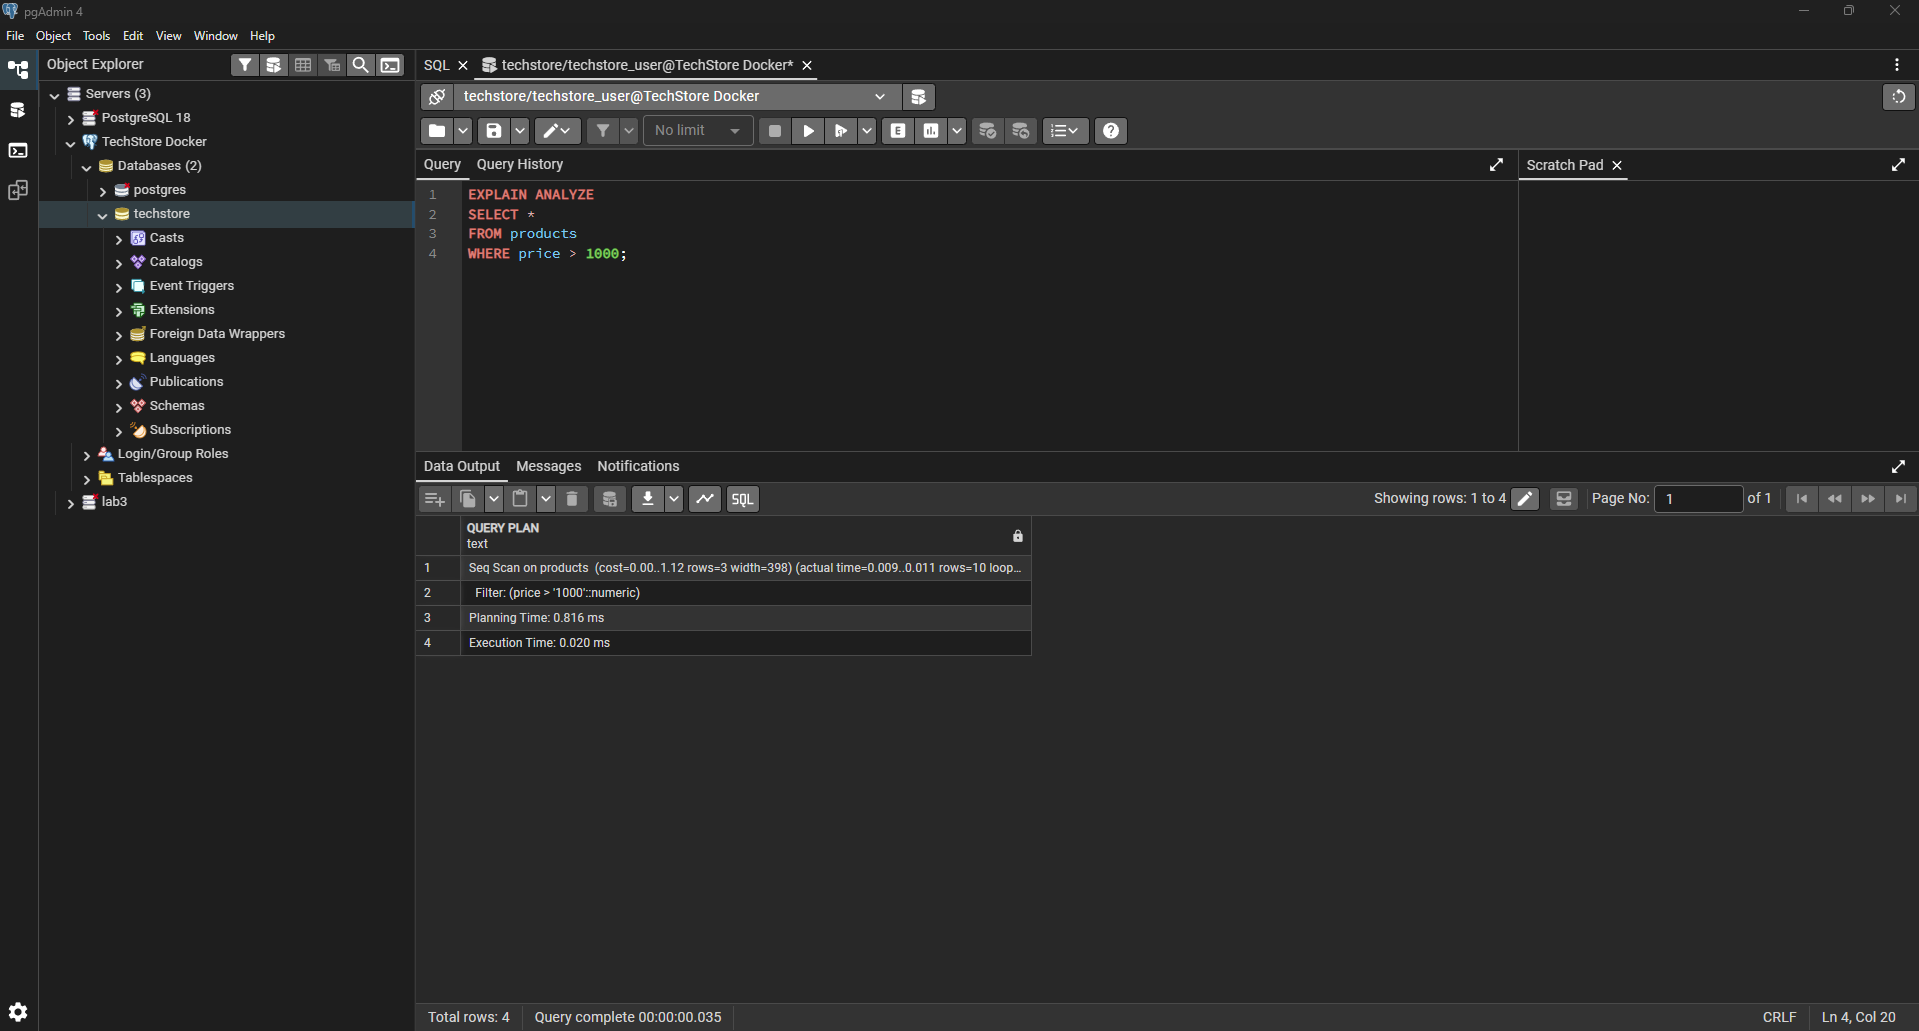 pgAdmin 4
File Object Tools Edit View Window Help
Object Explorer
Servers (3)
PostgreSQL 18
TechStore Docker
Databases (2)
postgres
techstore
Casts
Catalogs
Event Triggers
Extensions
Foreign Data Wrappers
Languages
Publications
Schemas
Subscriptions
Login/Group Roles
Tablespaces
lab3
SQL techstore/techstore_user@TechStore Docker*
techstore/techstore_user@TechStore Docker
No limit E
Query Query History
1 EXPLAIN ANALYZE
2 SELECT *
3 FROM products
4 WHERE price > 1000;
Scratch Pad
Data Output Messages Notifications
SQL Showing rows: 1 to 4 Page No: 1 of 1
QUERY PLAN
text
1 Seq Scan on products (cost=0.00..1.12 rows=3 width=398) (actual time=0.009..0.011 rows=10 loop...
2 Filter: (price > '1000'::numeric)
3 Planning Time: 0.816 ms
4 Execution Time: 0.020 ms
Total rows: 4 Query complete 00:00:00.035 CRLF Ln 4, Col 20